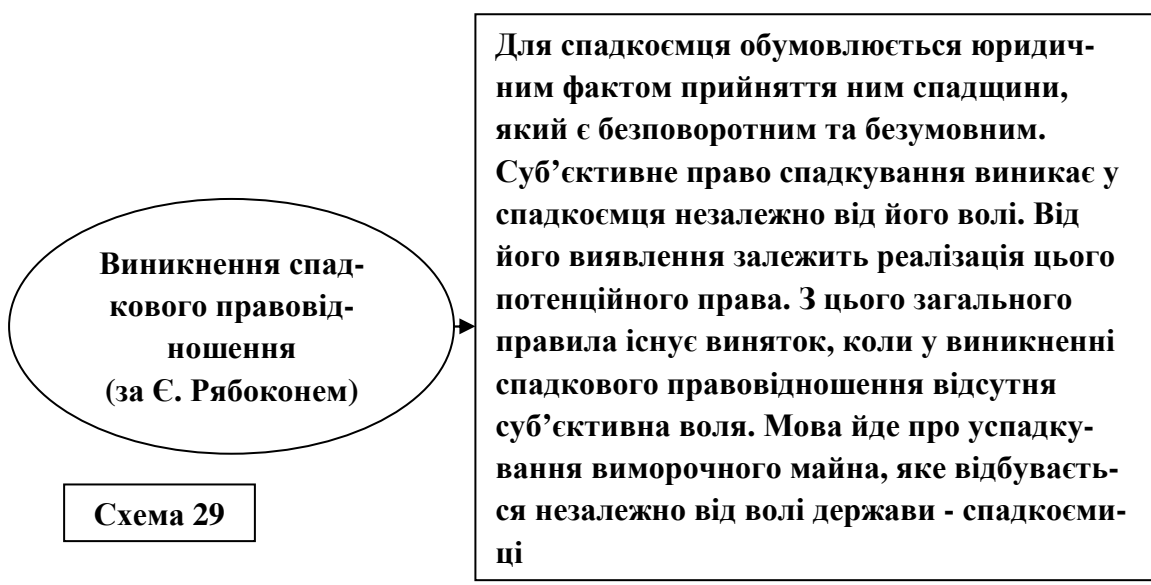 Виникнення спад-
кового правовід-
ношення
(за Є. Рябоконем)
Для спадкоємця обумовлюється юридич-
ним фактом прийняття ним спадщини,
який є безповоротним та безумовним.
Суб’єктивне право спадкування виникає у
спадкоємця незалежно від його волі. Від
його виявлення залежить реалізація цього
потенційного права. З цього загального
правила існує виняток, коли у виникненні
спадкового правовідношення відсутня
суб’єктивна воля. Мова йде про успадку-
вання виморочного майна, яке відбуваєть-
ся незалежно від волі держави - спадкоєми-
ці
Схема 29